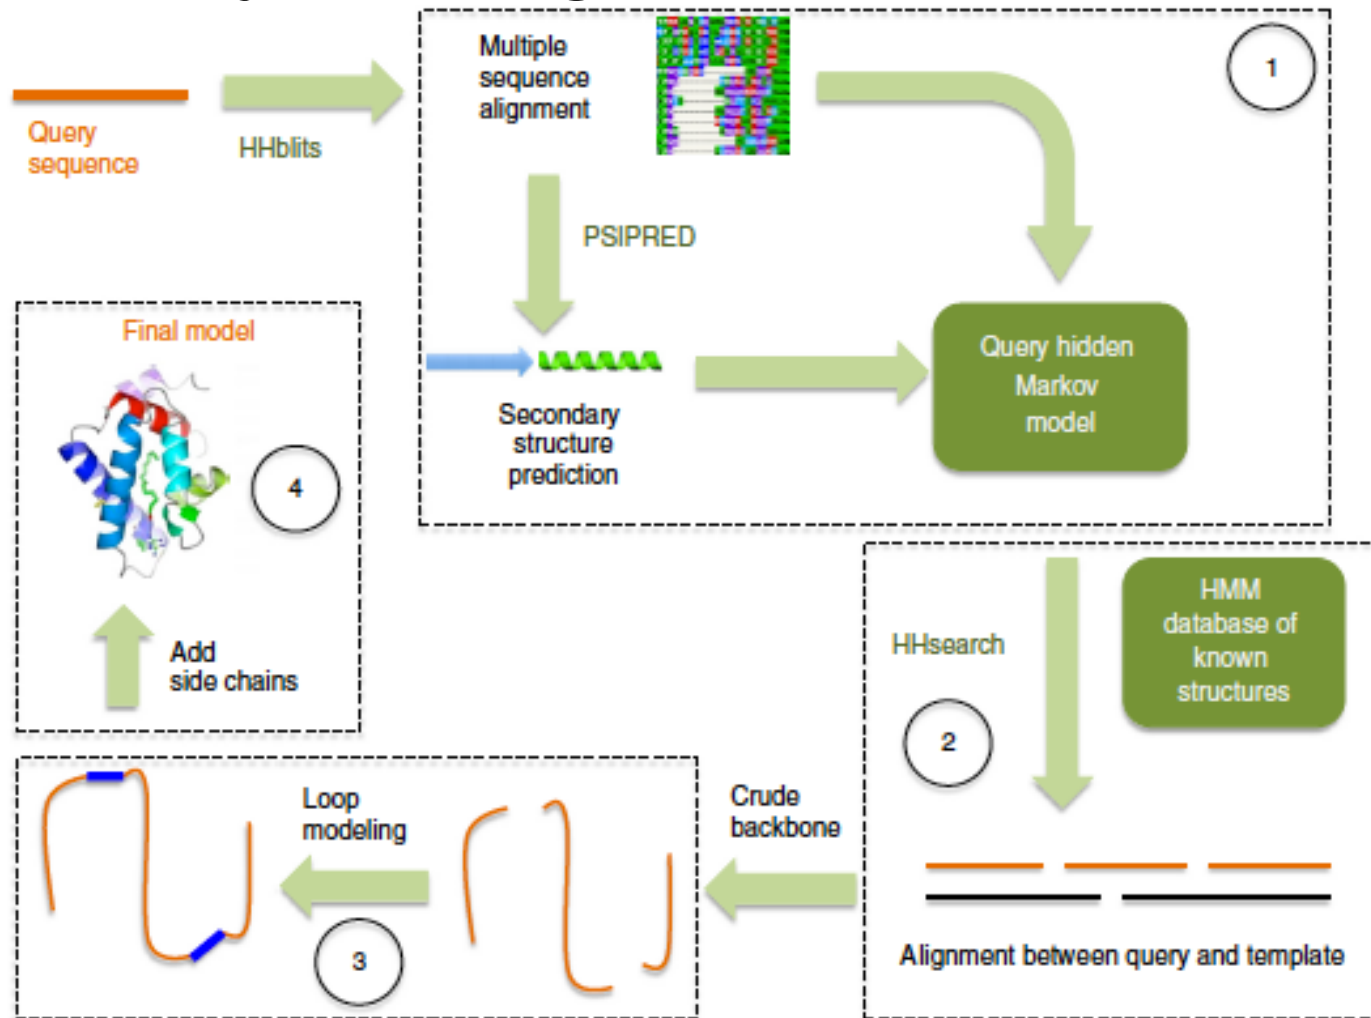 Query
sequence
HHblits
Multiple
sequence
alignment
1
PSIPRED
Secondary
structure
prediction
Query hidden
Markov
model
HHsearch
HMM
database of
known
structures
2
Alignment between query and template
Crude
backbone
Loop
modeling
3
Final model
4
Add
side chains